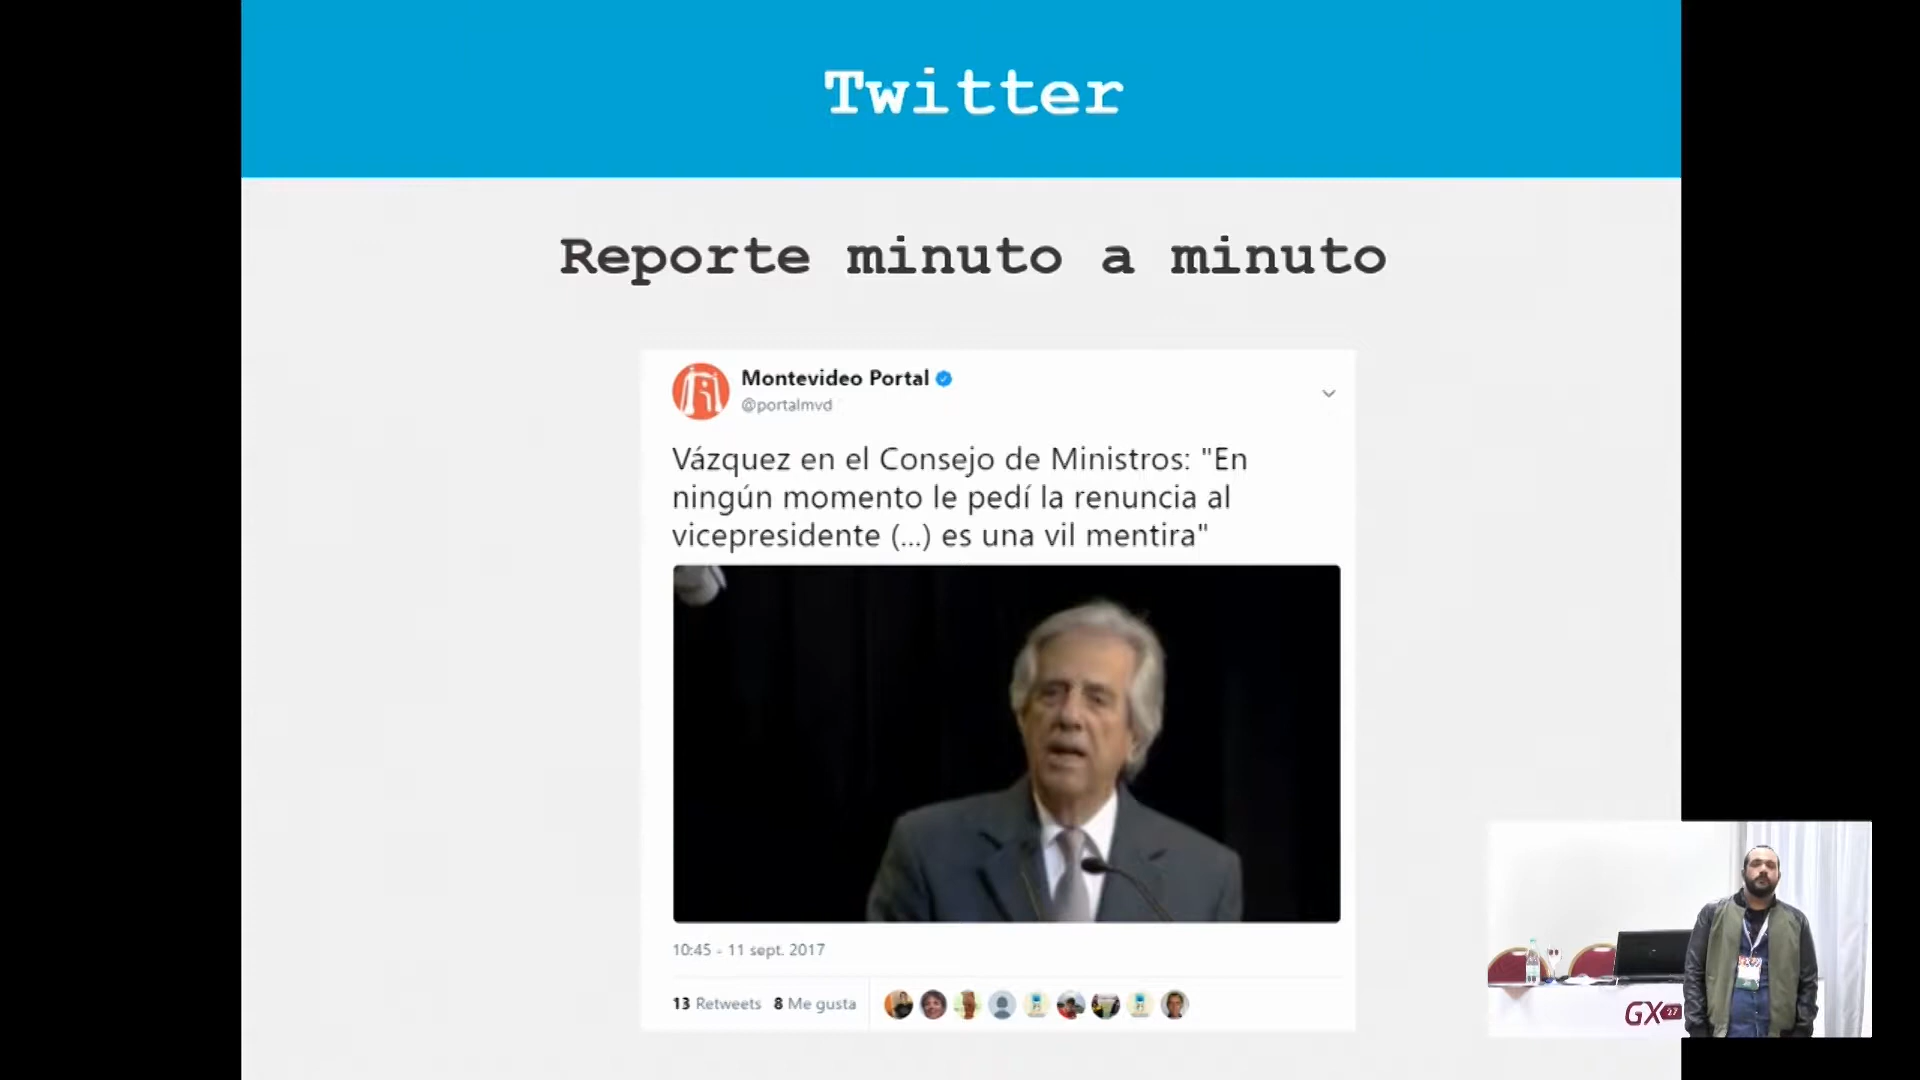 Twitter
Reporte minuto a minuto
Montevideo Portal
@portalmvd
Vázquez en el Consejo de Ministros: "En
ningún momento le pedí la renuncia al
vicepresidente (...) es una vil mentira"
10:45 - 11 sept. 2017
13 Retweets 8 Me gusta
GX27